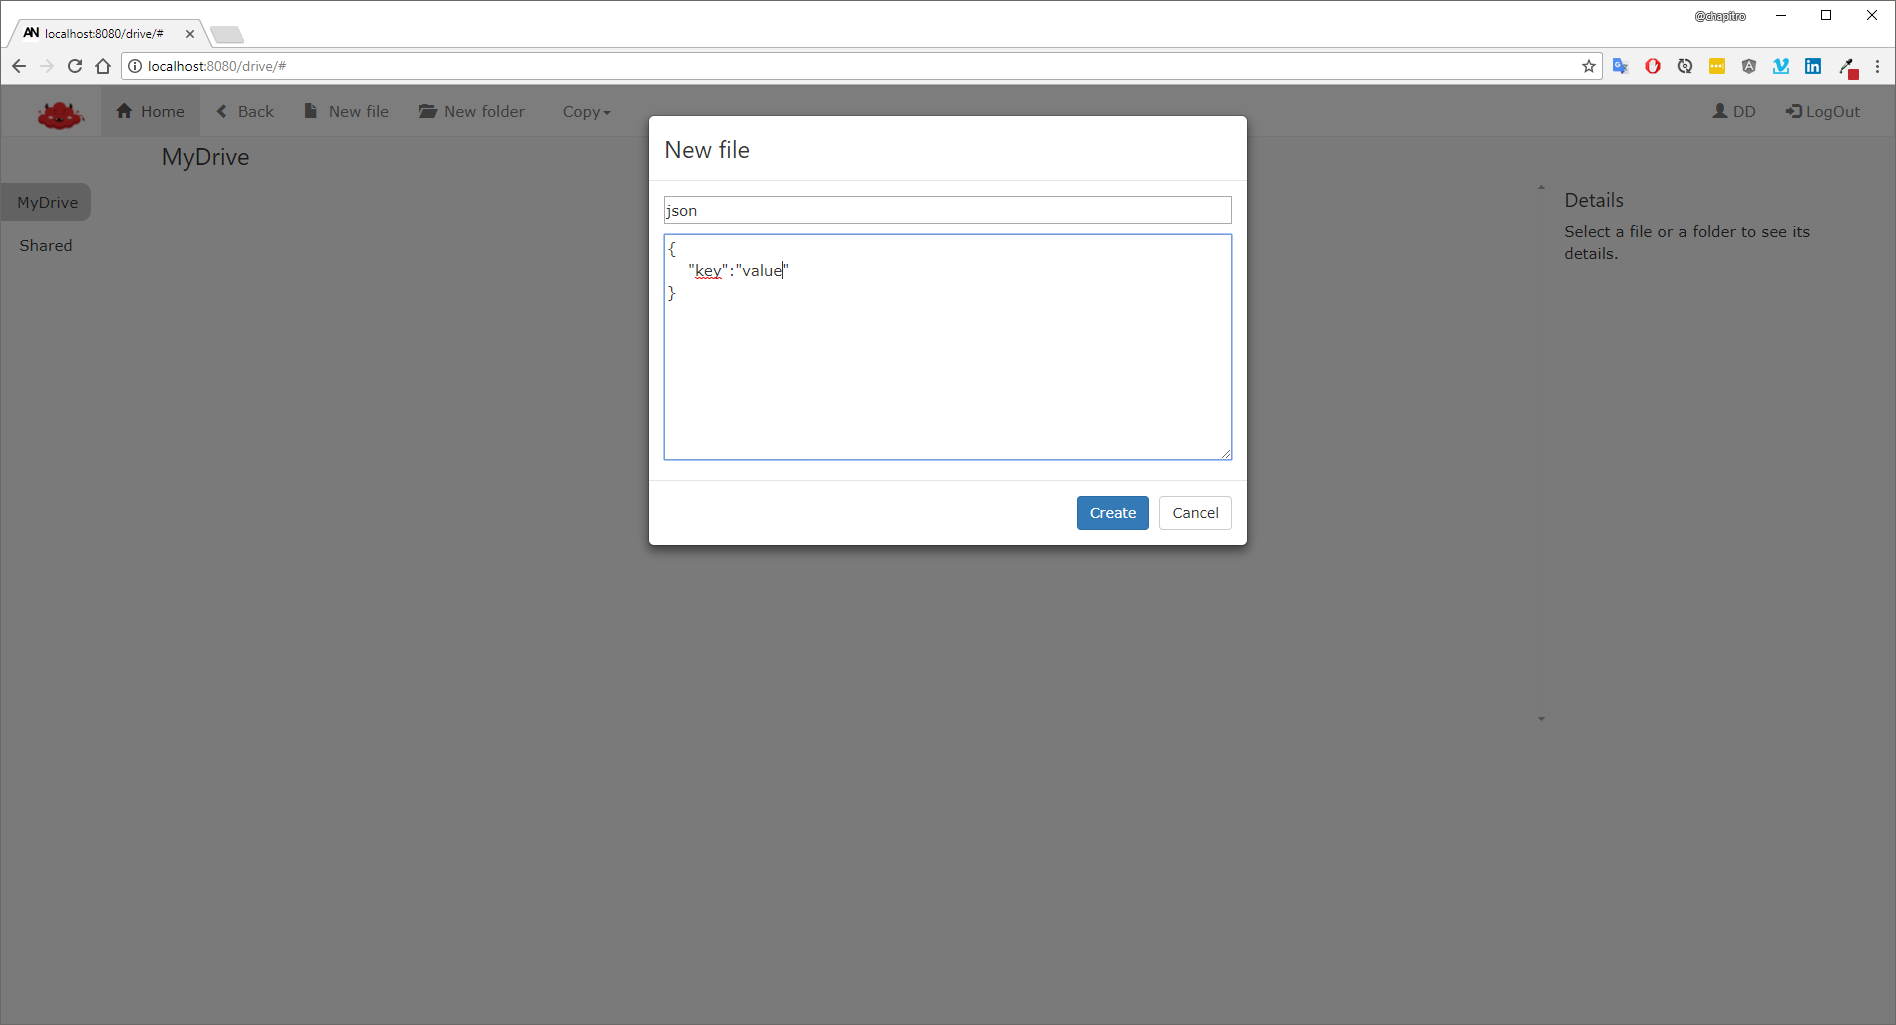 @chapitro
AN localhost:8080/drive/#
localhost:8080/drive/#
Home Back New file New folder Copy DD LogOut
MyDrive
MyDrive
Shared
New file
json
{
"key":"value"
}
Create Cancel
Details
Select a file or a folder to see its
details.